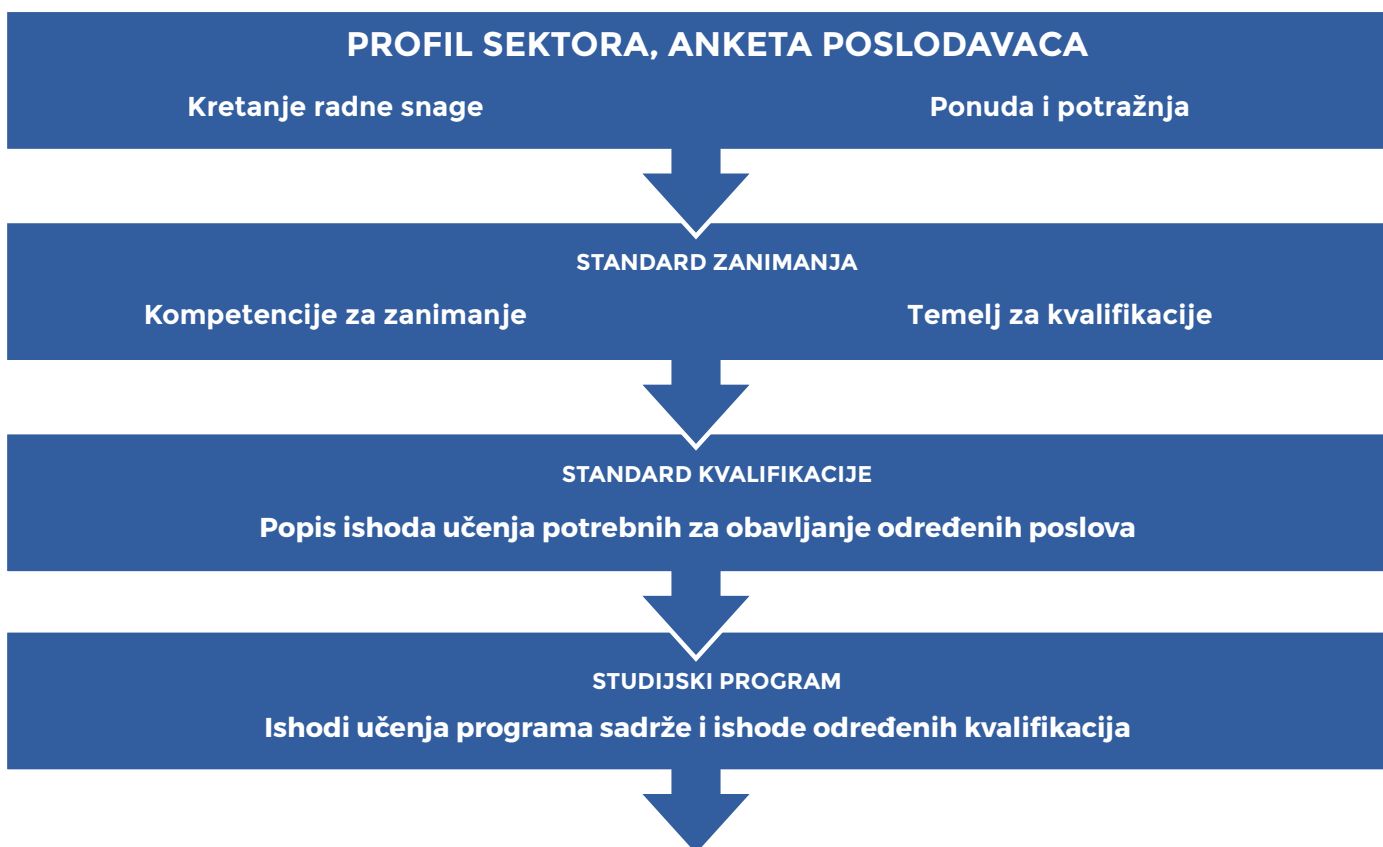 PROFIL SEKTORA, ANKETA POSLODAVACA
Kretanje radne snage
Ponuda i potražnja
STANDARD ZANIMANJA
Kompetencije za zanimanje
Temelj za kvalifikacije
STANDARD KVALIFIKACIJE
Popis ishoda učenja potrebnih za obavljanje određenih poslova
STUDIJSKI PROGRAM
Ishodi učenja programa sadrže i ishode određenih kvalifikacija